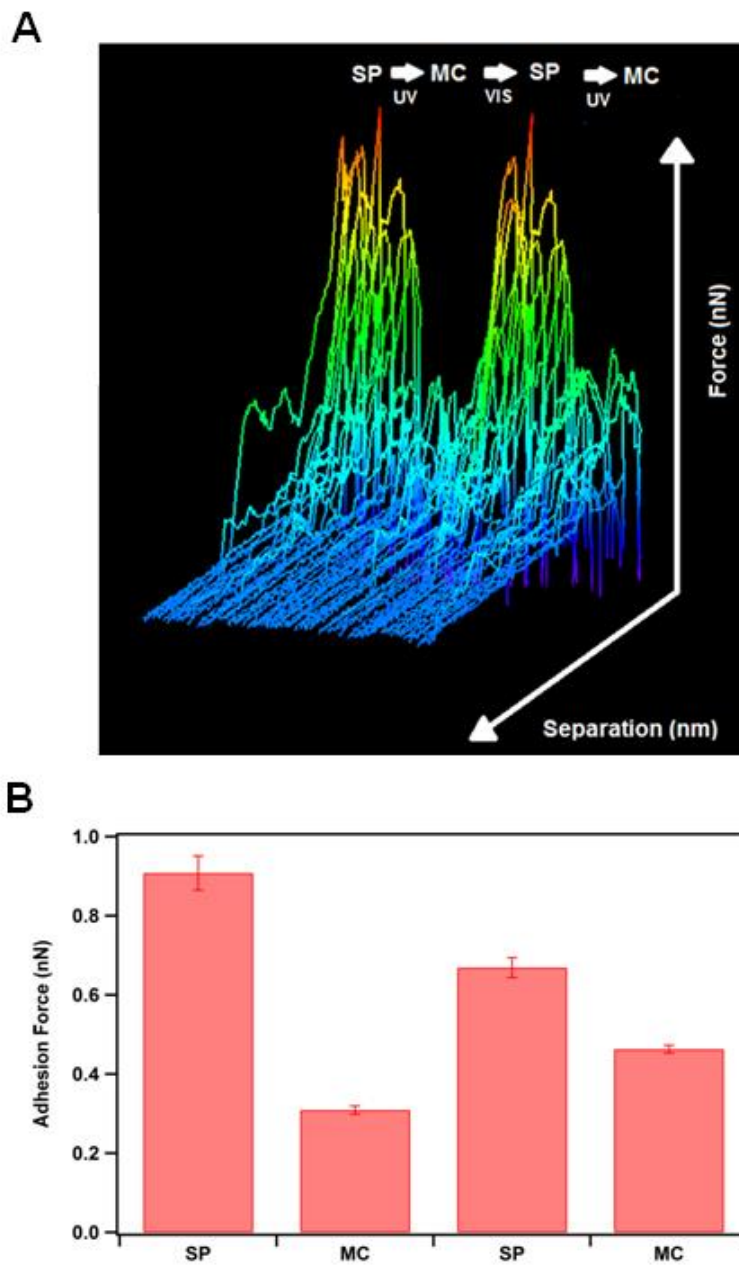 A
SP MC SP MC
UV VIS UV
Force (nN)
Separation (nm)
B
1.0
0.8
0.6
0.4
0.2
0.0
Adhesion Force (nN)
SP MC SP MC